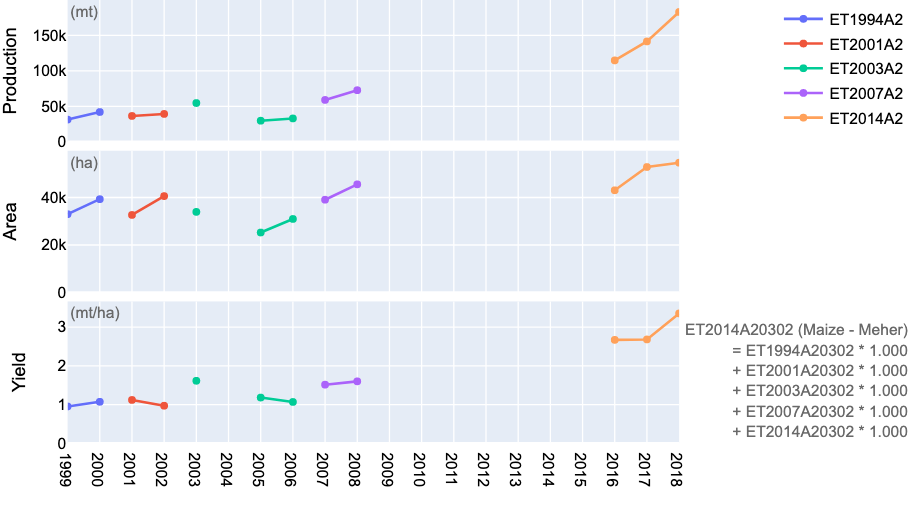 (mt)
Production
150k
100k
50k
0
ET1994A2
ET2001A2
ET2003A2
ET2007A2
ET2014A2
(ha)
Area
40k
20k
0
(mt/ha)
Yield
3
2
1
0
1999
2000
2001
2002
2003
2004
2005
2006
2007
2008
2009
2010
2011
2012
2013
2014
2015
2016
2017
2018
ET2014A20302 (Maize - Meher)
= ET1994A20302 * 1.000
+ ET2001A20302 * 1.000
+ ET2003A20302 * 1.000
+ ET2007A20302 * 1.000
+ ET2014A20302 * 1.000